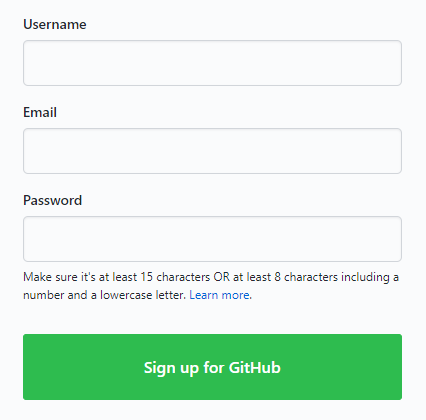 Username
Email
Password
Make sure it's at least 15 characters OR at least 8 characters including a
number and a lowercase letter. Learn more.
Sign up for GitHub